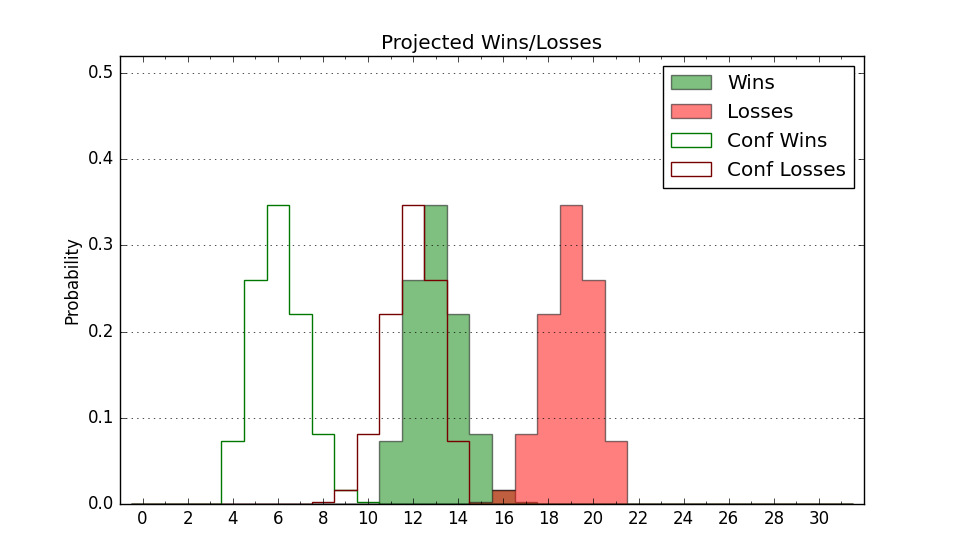 Projected Wins/Losses
0.5
0.4
0.3
0.2
0.1
0.0
Probability
Wins
Losses
Conf Wins
Conf Losses
0 2 4 6 8 10 12 14 16 18 20 22 24 26 28 30